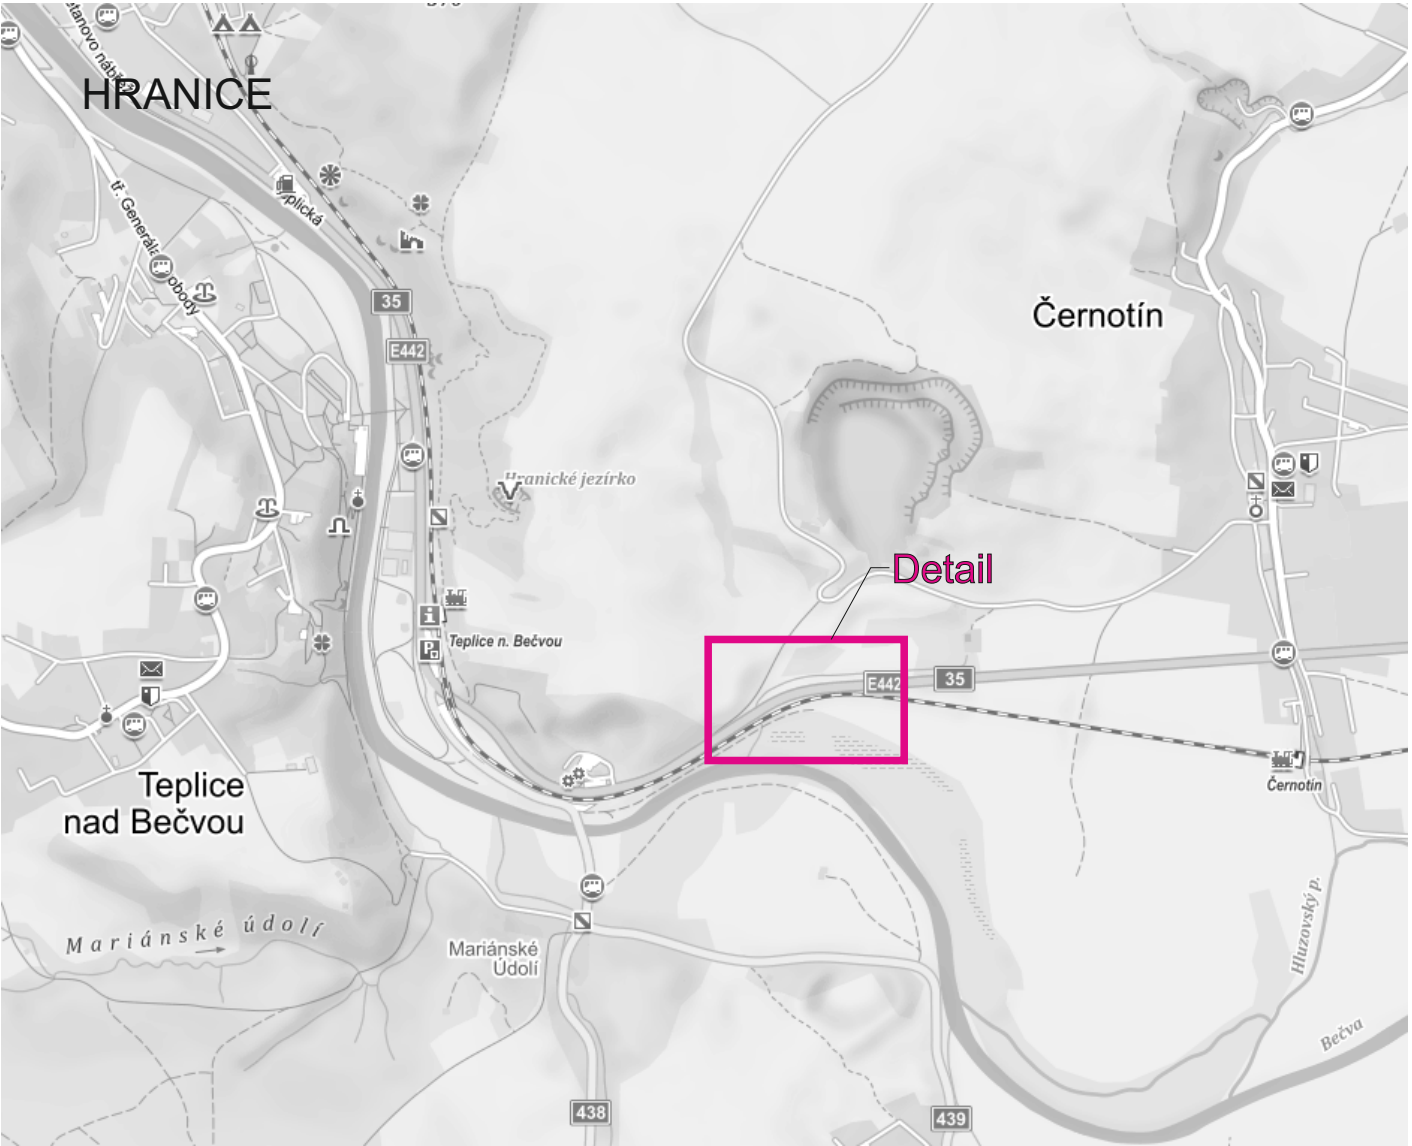 HRANICE
tř. Generála
obody
plická
35
E442
Černotín
Hranické jezírko
Detail
i
Teplice n. Bečvou
P
E442
35
Černotín
Teplice
nad Bečvou
Mariánské údolí
Mariánské
Údolí
Hluzovský p.
Bečva
438
439